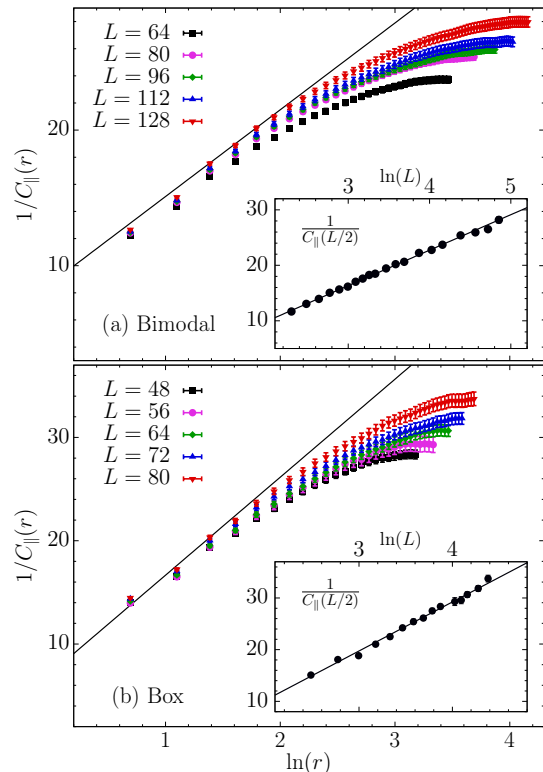 L = 64
L = 80
L = 96
L = 112
L = 128
20
10
1/C∥(r)
ln(L)
3
4
5
30
20
10
1
C∥(L/2)
(a) Bimodal
L = 48
L = 56
L = 64
L = 72
L = 80
30
20
10
1/C∥(r)
ln(L)
3
4
40
30
20
10
1
C∥(L/2)
(b) Box
1
2
3
4
ln(r)